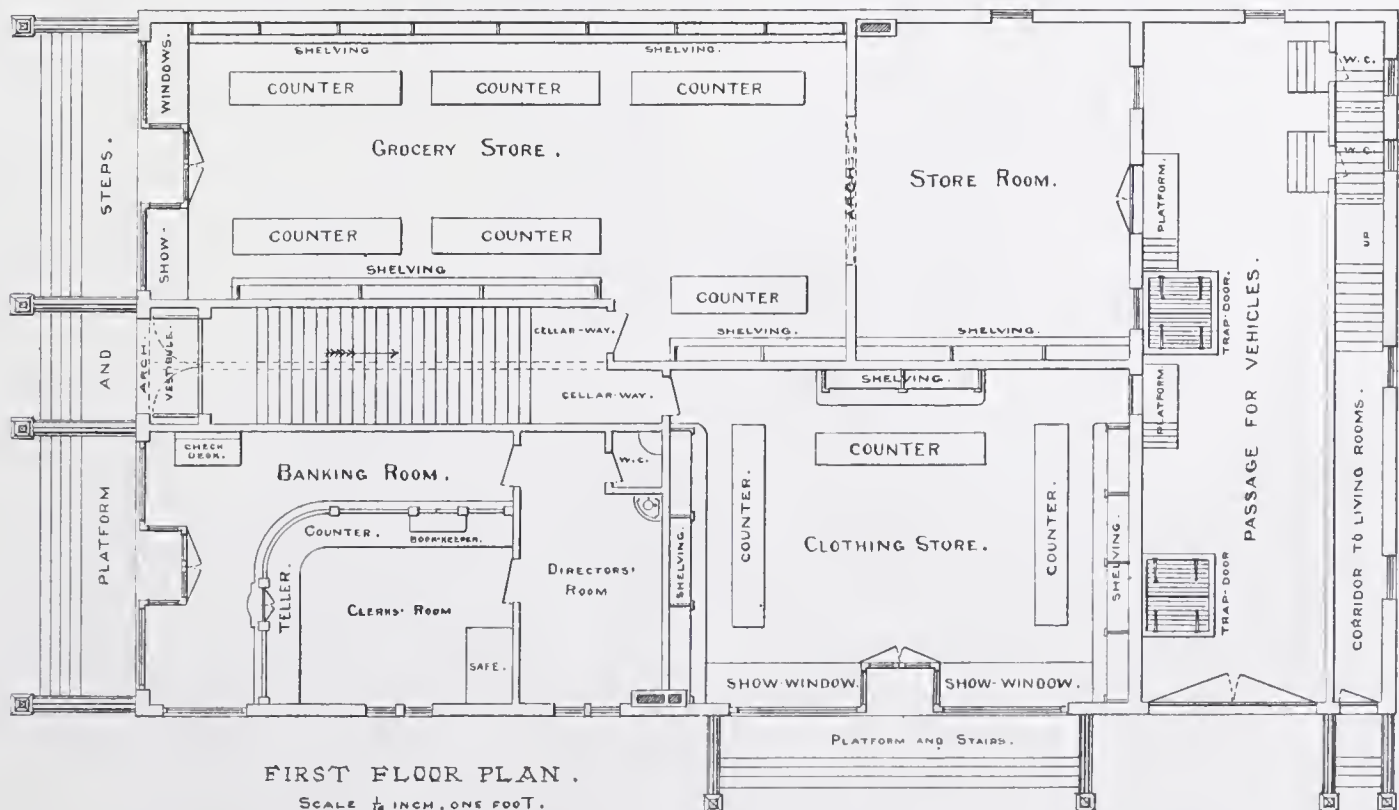 SHELVING
SHELVING.
WINDOWS.
SHOW-
COUNTER
COUNTER
COUNTER
GROCERY STORE.
COUNTER
COUNTER
SHELVING
COUNTER
SHELVING.
ARCH
STORE ROOM.
SHELVING.
PLATFORM.
TRAP-DOOR.
PLATFORM
PASSAGE FOR VEHICLES.
TRAP-DOOR
W.C.
W.C.
UP
CORRIDOR TO LIVING ROOMS.
STEPS.
AND
PLATFORM
ARCH
VESTIBULE.
CELLAR-WAY.
CELLAR-WAY.
CHECK
DESK.
BANKING ROOM.
COUNTER.
BOOK-KEEPER.
TELLER.
CLERKS' ROOM
SAFE.
W.C.
DIRECTORS'
ROOM
SHELVING.
SHELVING.
COUNTER
COUNTER.
COUNTER.
CLOTHING STORE.
SHELVING.
SHOW-WINDOW.
SHOW-WINDOW.
PLATFORM AND STAIRS.
FIRST FLOOR PLAN.
SCALE 1/16 INCH, ONE FOOT.